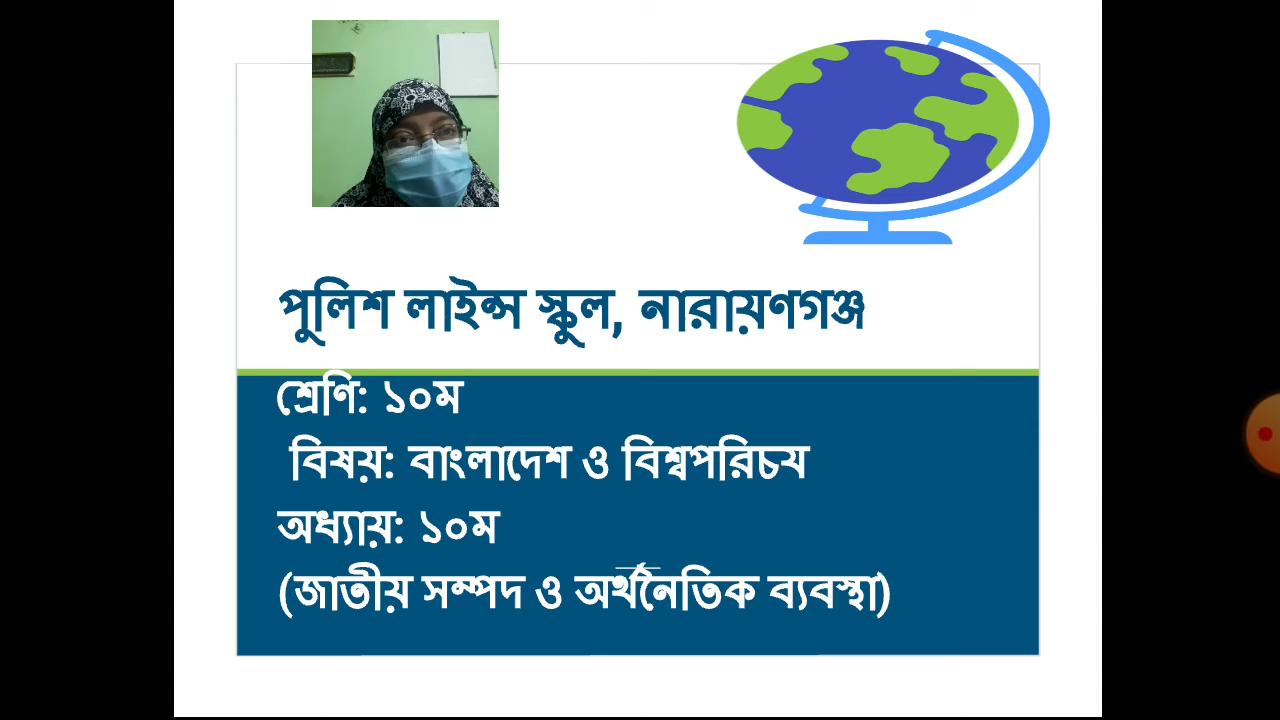 পুলিশ লাইন্স স্কুল, নারায়ণগঞ্জ
শ্রেণি: ১০ম
বিষয়: বাংলাদেশ ও বিশ্বপরিচয
অধ্যায়: ১০ম
(জাতীয় সম্পদ ও অর্থনৈতিক ব্যবস্থা)